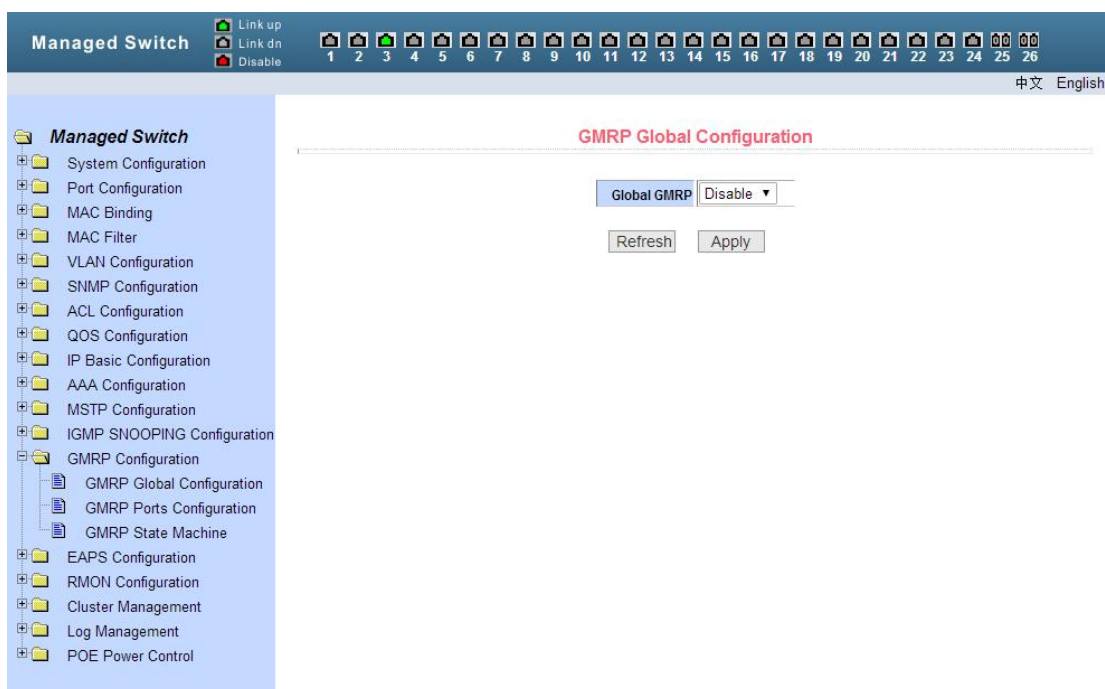 Link up
Managed Switch
Link dn
Disable
1 2 3 4 5 6 7 8 9 10 11 12 13 14 15 16 17 18 19 20 21 22 23 24 25 26
中文 English
Managed Switch
System Configuration
Port Configuration
MAC Binding
MAC Filter
VLAN Configuration
SNMP Configuration
ACL Configuration
QOS Configuration
IP Basic Configuration
AAA Configuration
MSTP Configuration
IGMP SNOOPING Configuration
GMRP Configuration
GMRP Global Configuration
GMRP Ports Configuration
GMRP State Machine
EAPS Configuration
RMON Configuration
Cluster Management
Log Management
POE Power Control
GMRP Global Configuration
Global GMRP Disable
Refresh Apply